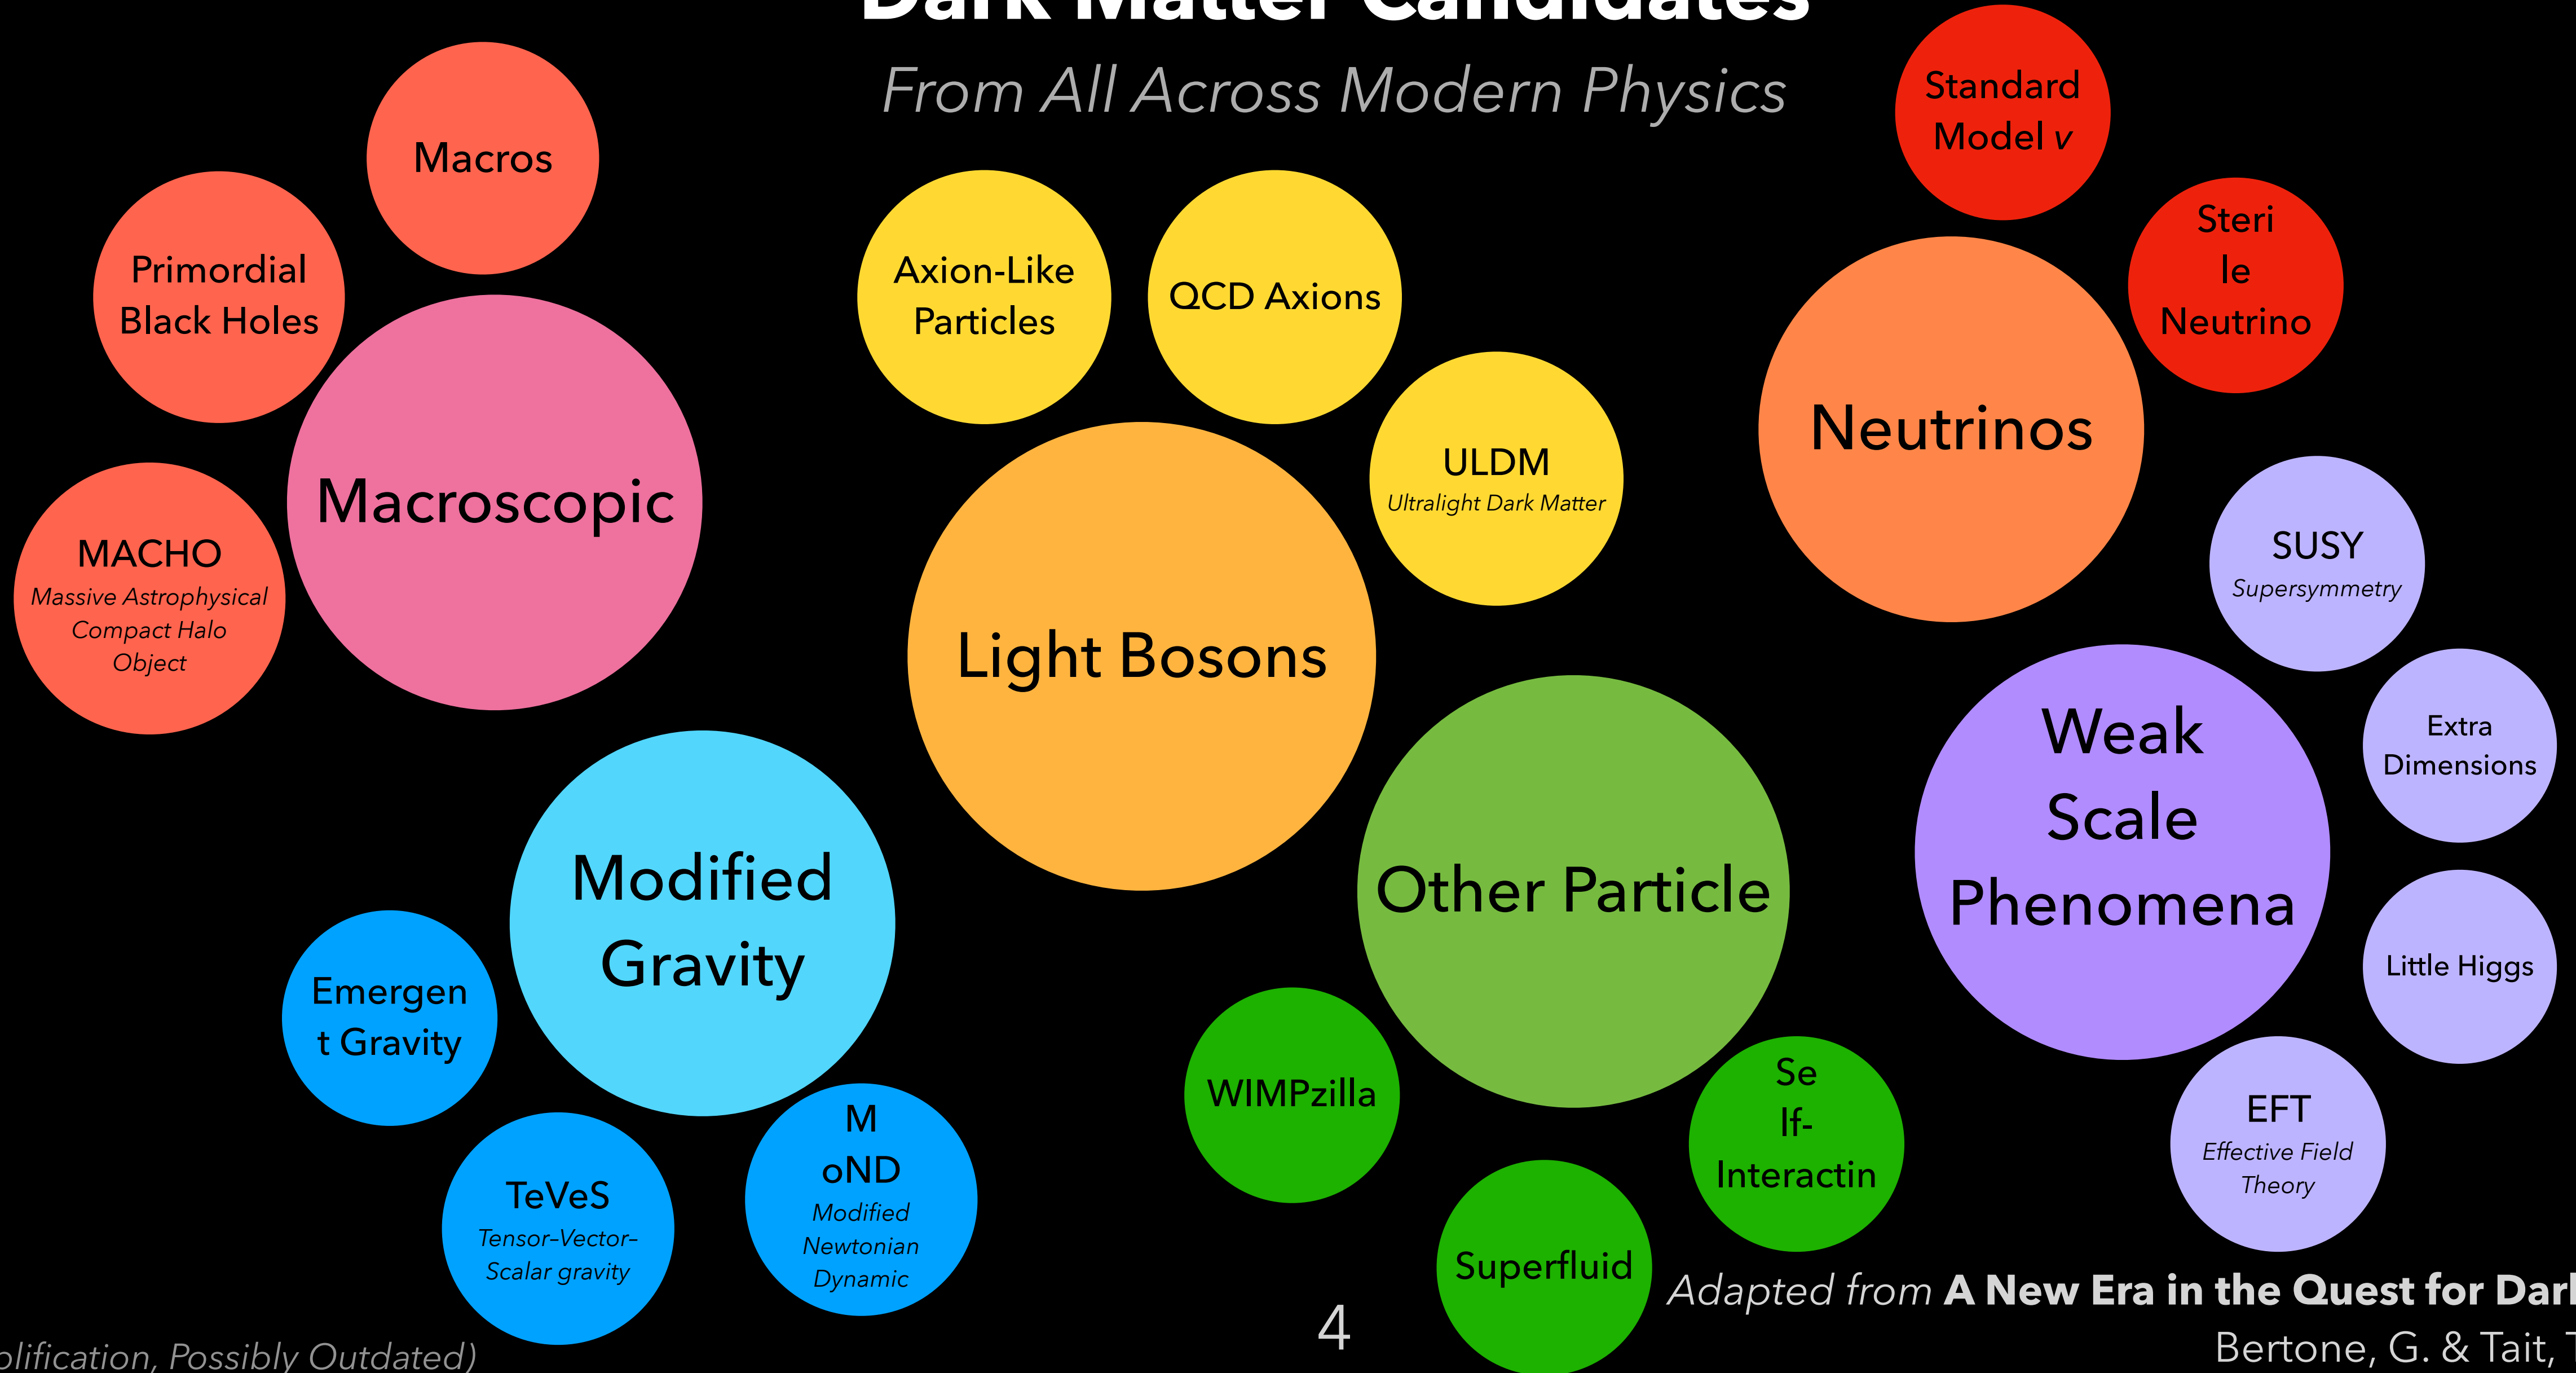 Dark Matter Candidates
From All Across Modern Physics
Macros
Primordial
Black Holes
Macroscopic
MACHO
Massive Astrophysical
Compact Halo
Object
Axion-Like
Particles
QCD Axions
ULDM
Ultralight Dark Matter
Light Bosons
Standard
Model ν
Steri
le
Neutrino
Neutrinos
SUSY
Supersymmetry
Extra
Dimensions
Weak
Scale
Phenomena
Little Higgs
EFT
Effective Field
Theory
Modified
Gravity
Emergen
t Gravity
TeVeS
Tensor–Vector–
Scalar gravity
M
oND
Modified
Newtonian
Dynamic
Other Particle
WIMPzilla
Se
lf-
Interactin
Superfluid
Adapted from A New Era in the Quest for Dar
Bertone, G. & Tait, T
4
plification, Possibly Outdated)